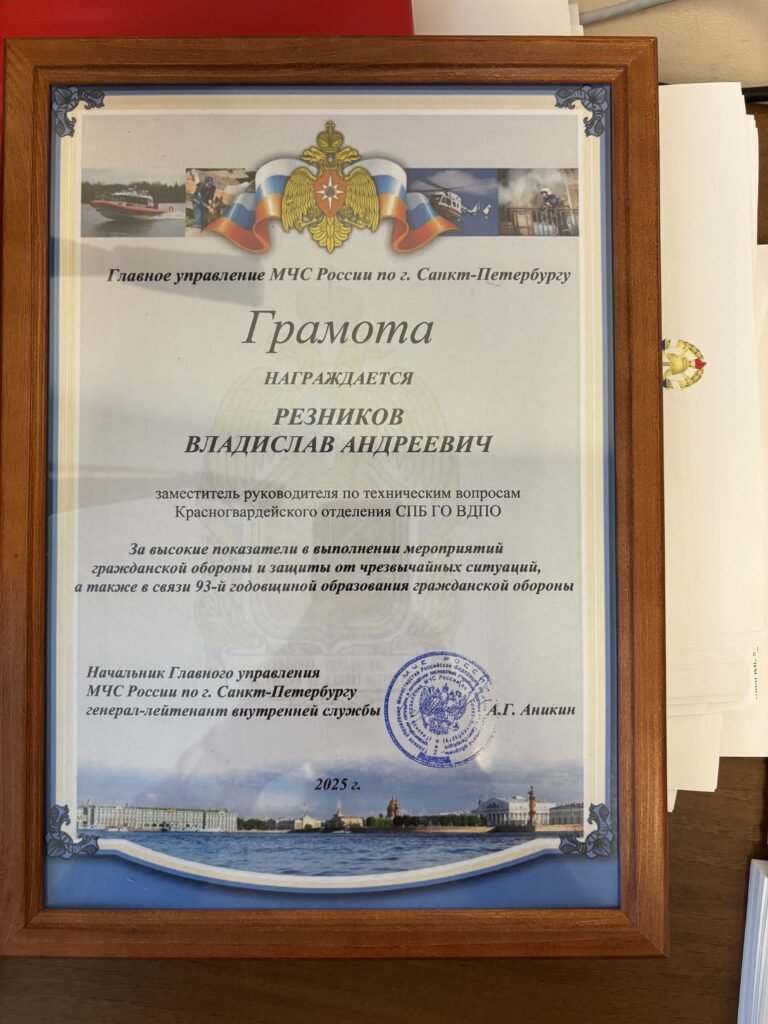 Главное управление МЧС России по г. Санкт-Петербургу
Грамота
НАГРАЖДАЕТСЯ
РЕЗНИКОВ
ВЛАДИСЛАВ АНДРЕЕВИЧ
заместитель руководителя по техническим вопросам
Красногвардейского отделения СПБ ГО ВДПО
За высокие показатели в выполнении мероприятий
гражданской обороны и защиты от чрезвычайных ситуаций,
а также в связи 93-й годовщиной образования гражданской обороны
Начальник Главного управления
МЧС России по г. Санкт-Петербургу
генерал-лейтенант внутренней службы
А.Г. Аникин
МЧС РОССИИ
2025 г.